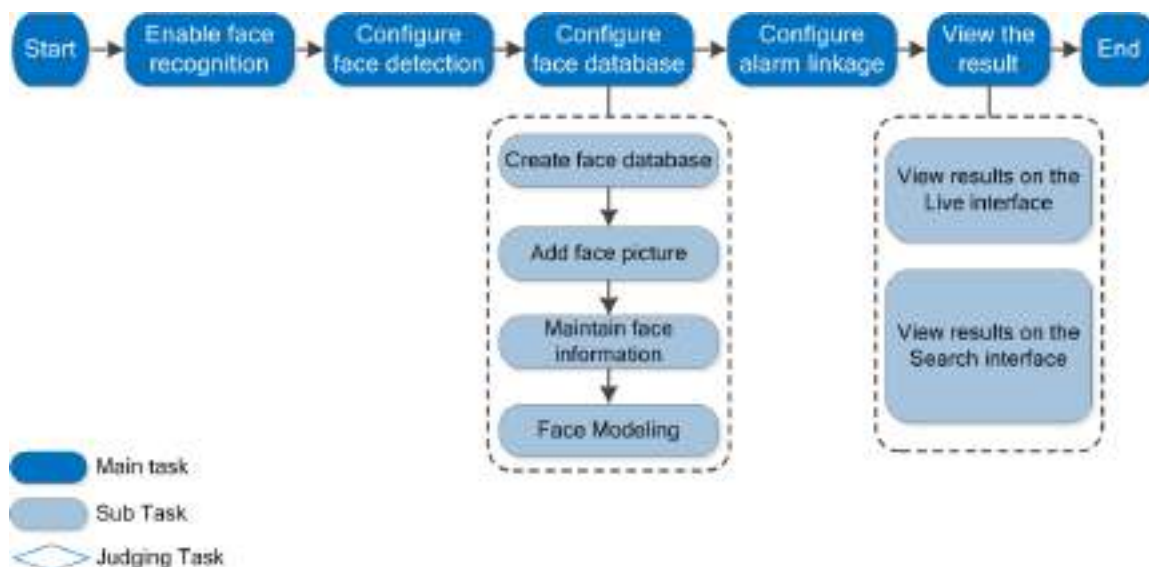 Start
Enable face
recognition
Configure
face detection
Configure
face database
Configure
alarm linkage
View the
result
End
Create face database
Add face picture
Maintain face
information
Face Modeling
View results on the
Live interface
View results on the
Search interface
Main task
Sub Task
Judging Task